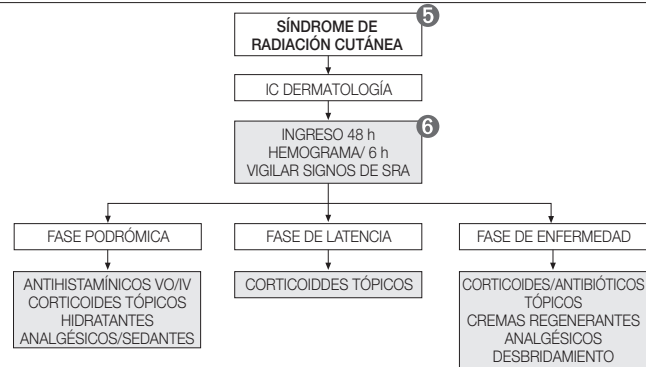 SÍNDROME DE
RADIACIÓN CUTÁNEA
5
IC DERMATOLOGÍA
INGRESO 48 h
HEMOGRAMA/ 6 h
VIGILAR SIGNOS DE SRA
6
FASE PODRÓMICA
ANTIHISTAMÍNICOS VO/IV
CORTICOIDES TÓPICOS
HIDRATANTES
ANALGÉSICOS/SEDANTES
FASE DE LATENCIA
CORTICOIDDES TÓPICOS
FASE DE ENFERMEDAD
CORTICOIDES/ANTIBIÓTICOS
TÓPICOS
CREMAS REGENERANTES
ANALGÉSICOS
DESBRIDAMIENTO